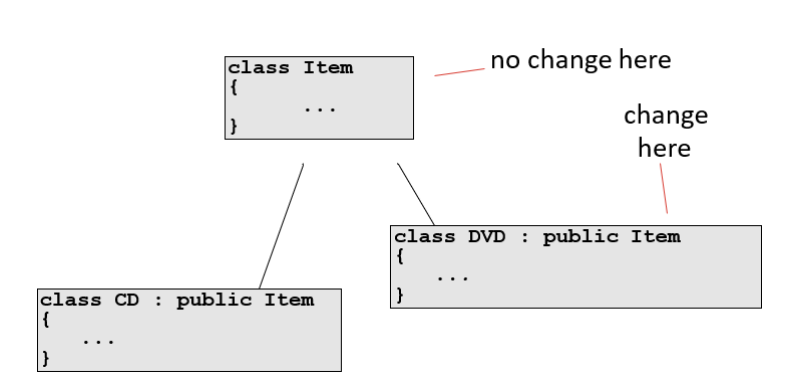 class Item
{
...
}
no change here
change
here
class DVD : public Item
{
...
}
class CD : public Item
{
...
}